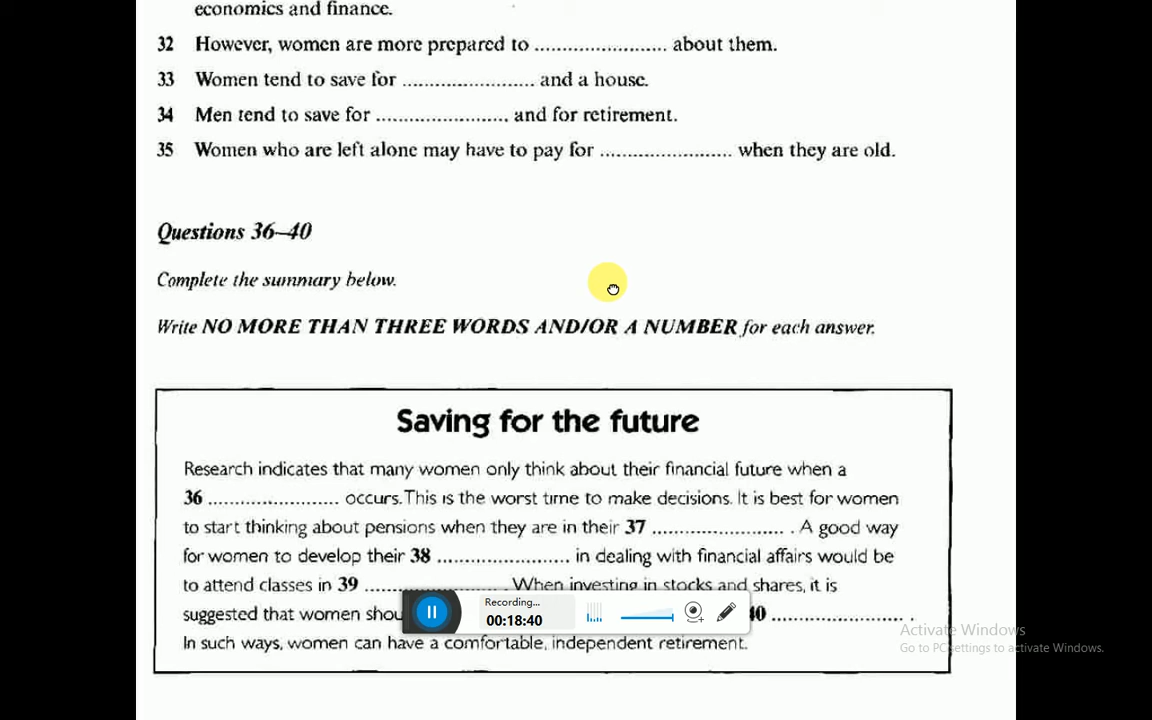 economics and finance.
32 However, women are more prepared to ........................ about them.
33 Women tend to save for ........................ and a house.
34 Men tend to save for ........................ and for retirement.
35 Women who are left alone may have to pay for ........................ when they are old.
Questions 36–40
Complete the summary below.
Write NO MORE THAN THREE WORDS AND/OR A NUMBER for each answer.
Saving for the future
Research indicates that many women only think about their financial future when a
36 ........................ occurs. This is the worst time to make decisions. It is best for women
to start thinking about pensions when they are in their 37 ........................ . A good way
for women to develop their 38 ........................ in dealing with financial affairs would be
to attend classes in 39 ........................ . When investing in stocks and shares, it is
suggested that women shou 40 ........................ .
In such ways, women can have a comfortable, independent retirement.
Recording...
00:18:40
Activate Windows
Go to PC settings to activate Windows.